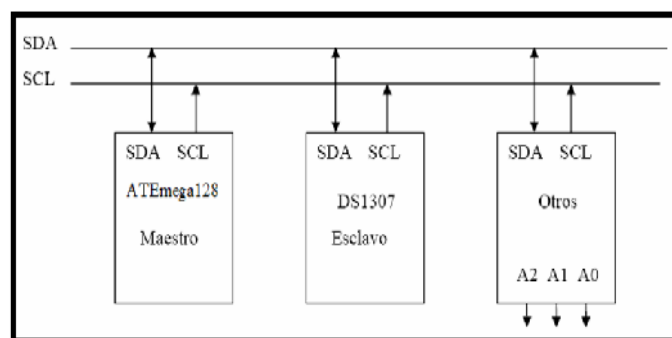 SDA
SCL
SDA SCL
ATEmega128
Maestro
SDA SCL
DS1307
Esclavo
SDA SCL
Otros
A2 A1 A0